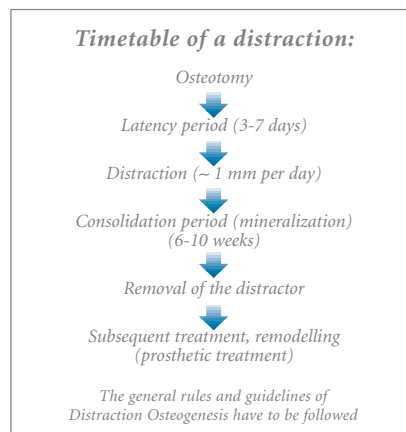 Timetable of a distraction:
Osteotomy
Latency period (3-7 days)
Distraction (~ 1 mm per day)
Consolidation period (mineralization)
(6-10 weeks)
Removal of the distractor
Subsequent treatment, remodelling
(prosthetic treatment)
The general rules and guidelines of
Distraction Osteogenesis have to be followed